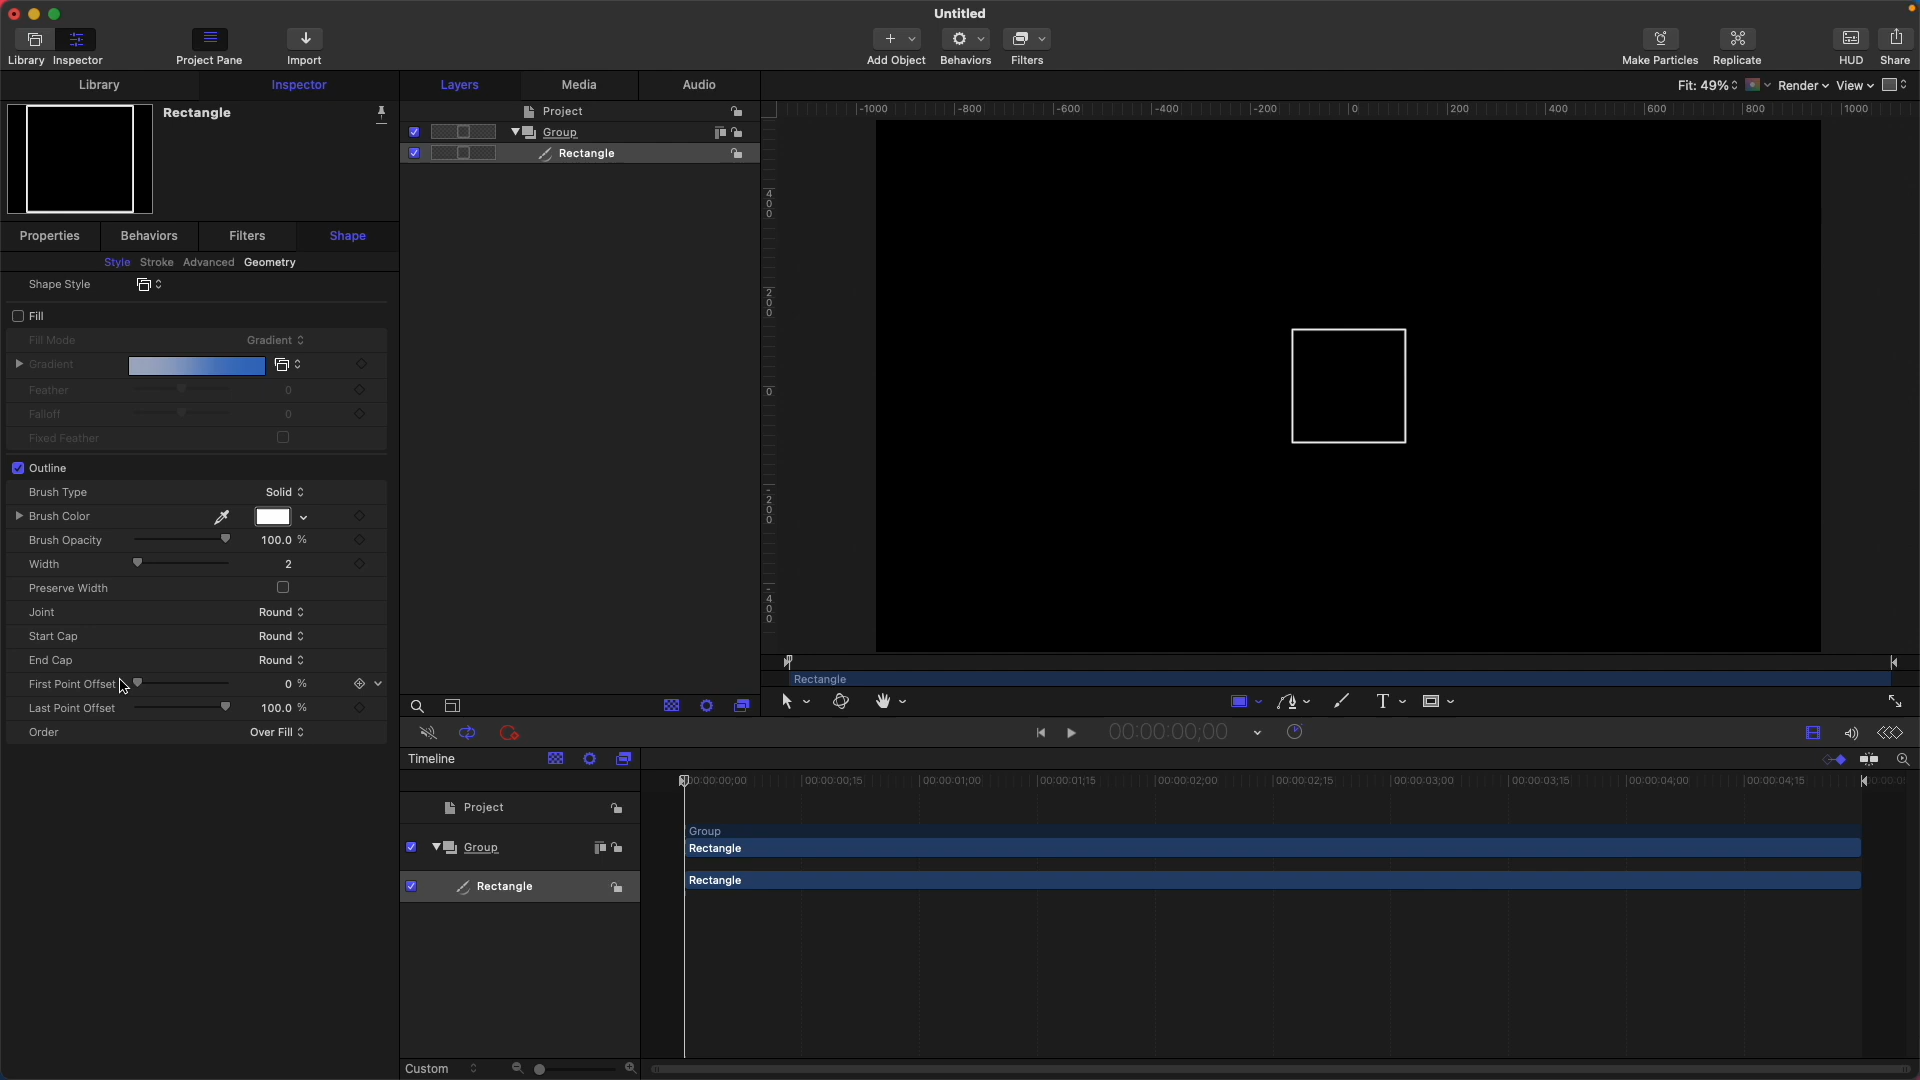 Untitled
Library Inspector Project Pane Import Add Object Behaviors Filters Make Particles Replicate HUD Share
Library Inspector Layers Media Audio
Fit: 49% Render View
Rectangle
Project
Group
Rectangle
-1000 -800 -600 -400 -200 0 200 400 600 800 1000
400
200
0
-200
-400
Properties Behaviors Filters Shape
Style Stroke Advanced Geometry
Shape Style
Fill
Fill Mode Gradient
Gradient
Feather 0
Falloff 0
Fixed Feather
Outline
Brush Type Solid
Brush Color
Brush Opacity 100.0 %
Width 2
Preserve Width
Joint Round
Start Cap Round
End Cap Round
First Point Offset 0 %
Last Point Offset 100.0 %
Order Over Fill
Rectangle
T
00:00:00;00
Timeline
00:00:00;00 00:00:00;15 00:00:01;00 00:00:01;15 00:00:02;00 00:00:02;15 00:00:03;00 00:00:03;15 00:00:04;00 00:00:04;15
Project
Group
Group
Rectangle
Rectangle
Rectangle
Custom